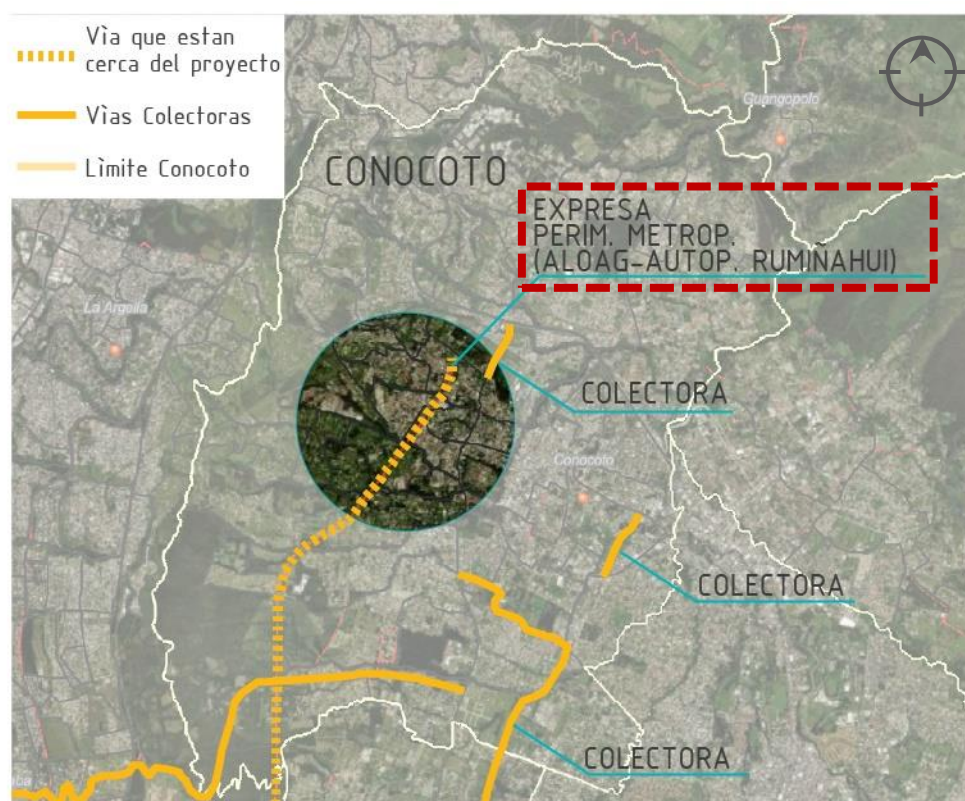 Vìa que estan
cerca del proyecto
Vìas Colectoras
Lìmite Conocoto
Guangopolo
CONOCOTO
EXPRESA
PERIM. METROP.
(ALOAG-AUTOP. RUMIÑAHUI)
La Argelia
COLECTORA
Conocoto
COLECTORA
COLECTORA